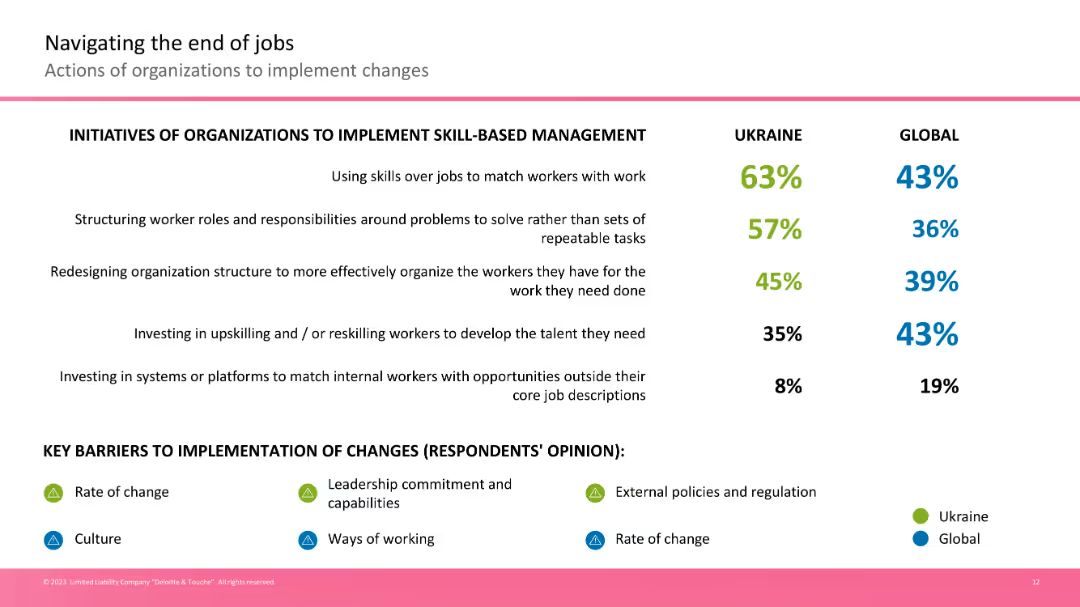 Navigating the end of jobs
Actions of organizations to implement changes
INITIATIVES OF ORGANIZATIONS TO IMPLEMENT SKILL-BASED MANAGEMENT UKRAINE GLOBAL
Using skills over jobs to match workers with work 63% 43%
Structuring worker roles and responsibilities around problems to solve rather than sets of
repeatable tasks 57% 36%
Redesigning organization structure to more effectively organize the workers they have for the
work they need done 45% 39%
Investing in upskilling and / or reskilling workers to develop the talent they need 35% 43%
Investing in systems or platforms to match internal workers with opportunities outside their
core job descriptions 8% 19%
KEY BARRIERS TO IMPLEMENTATION OF CHANGES (RESPONDENTS' OPINION):
Rate of change
Leadership commitment and
capabilities
External policies and regulation
Culture
Ways of working
Rate of change
Ukraine
Global
© 2023 Limited Liability Company "Deloitte & Touche". All rights reserved.
12